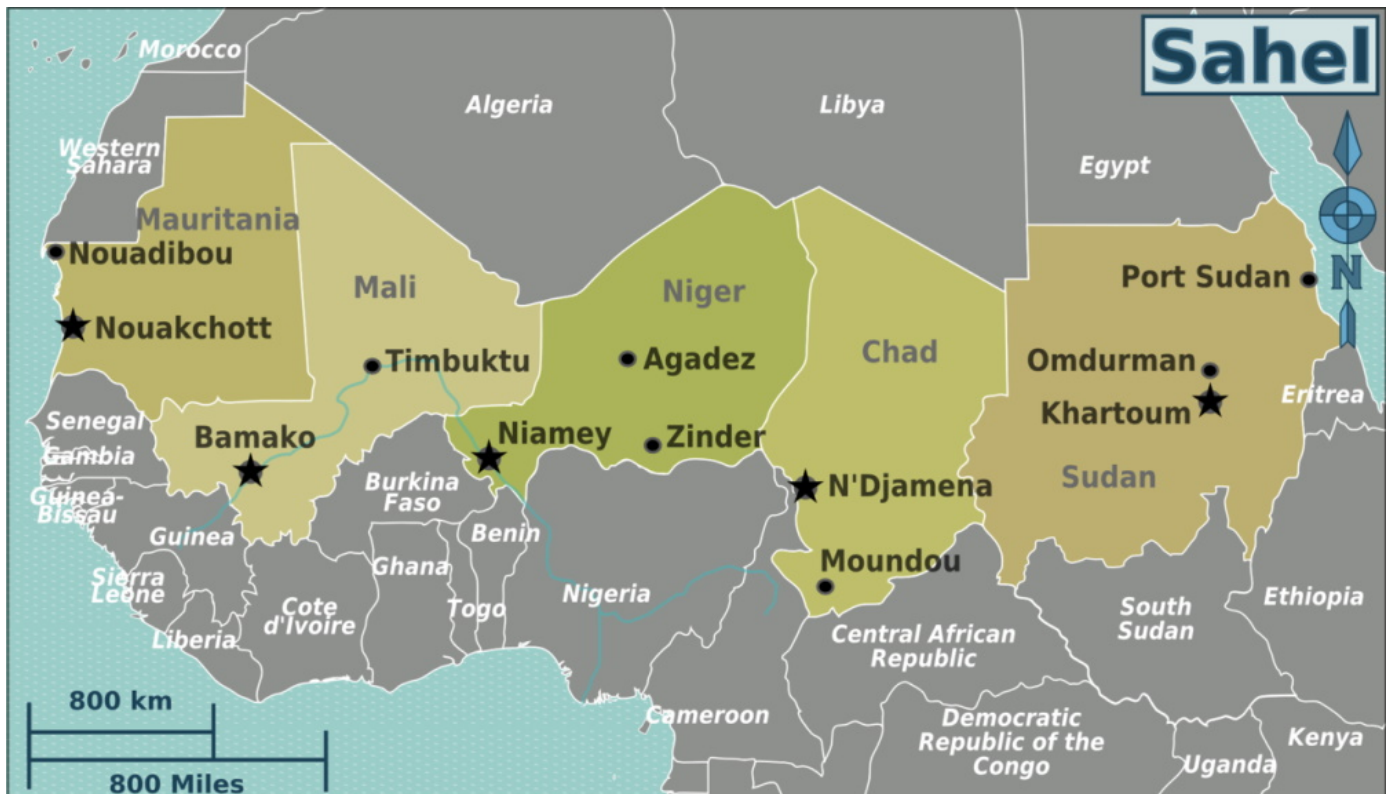 Sahel
Morocco
Algeria
Libya
Egypt
Western
Sahara
Mauritania
Nouadibou
Nouakchott
Mali
Timbuktu
Bamako
Niger
Agadez
Zinder
Niamey
Chad
N'Djamena
Moundou
Port Sudan
N
Omdurman
Khartoum
Sudan
Eritrea
Senegal
Gambia
Guinea-
Bissau
Guinea
Sierra
Leone
Liberia
Cote
d'Ivoire
Burkina
Faso
Ghana
Togo
Benin
Nigeria
Cameroon
Central African
Republic
South
Sudan
Ethiopia
Democratic
Republic of the
Congo
Uganda
Kenya
800 km
800 Miles